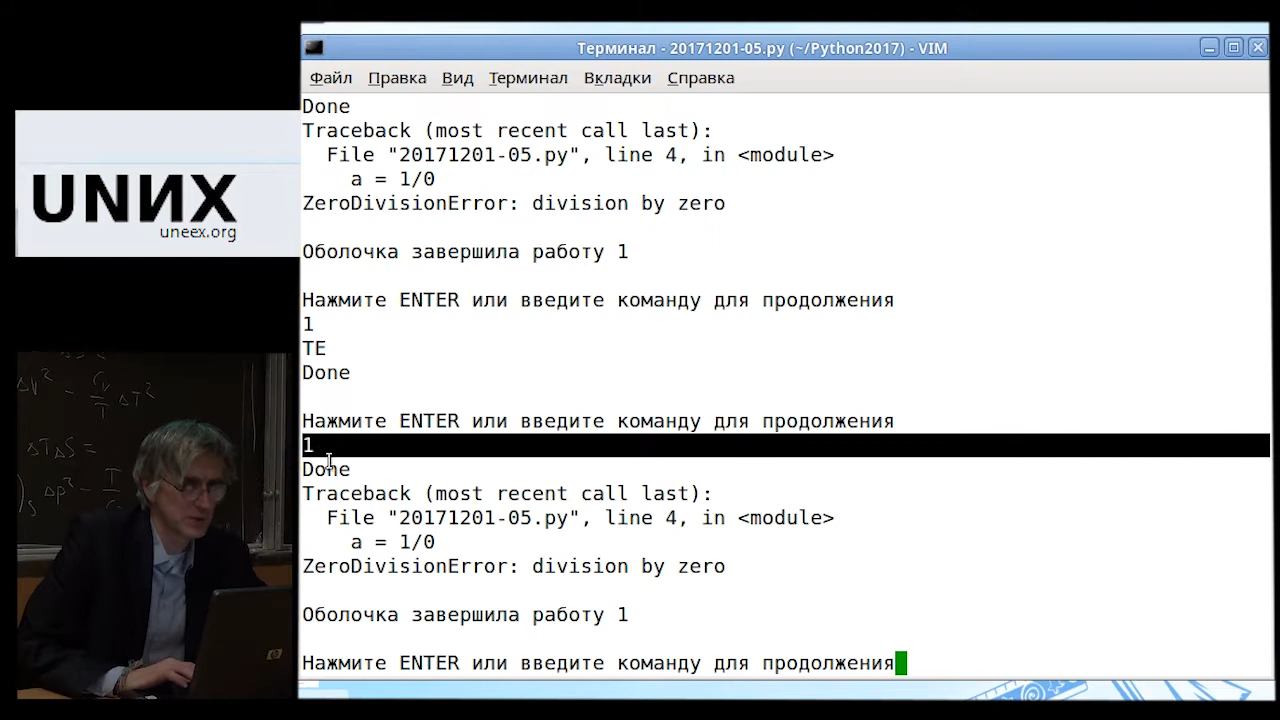 Терминал - 20171201-05.py (~/Python2017) - VIM
Файл Правка Вид Терминал Вкладки Справка
Done
Traceback (most recent call last):
File "20171201-05.py", line 4, in <module>
a = 1/0
ZeroDivisionError: division by zero
Оболочка завершила работу 1
Нажмите ENTER или введите команду для продолжения
1
TE
Done
Нажмите ENTER или введите команду для продолжения
1
Done
Traceback (most recent call last):
File "20171201-05.py", line 4, in <module>
a = 1/0
ZeroDivisionError: division by zero
Оболочка завершила работу 1
Нажмите ENTER или введите команду для продолжения
UNИX
uneex.org